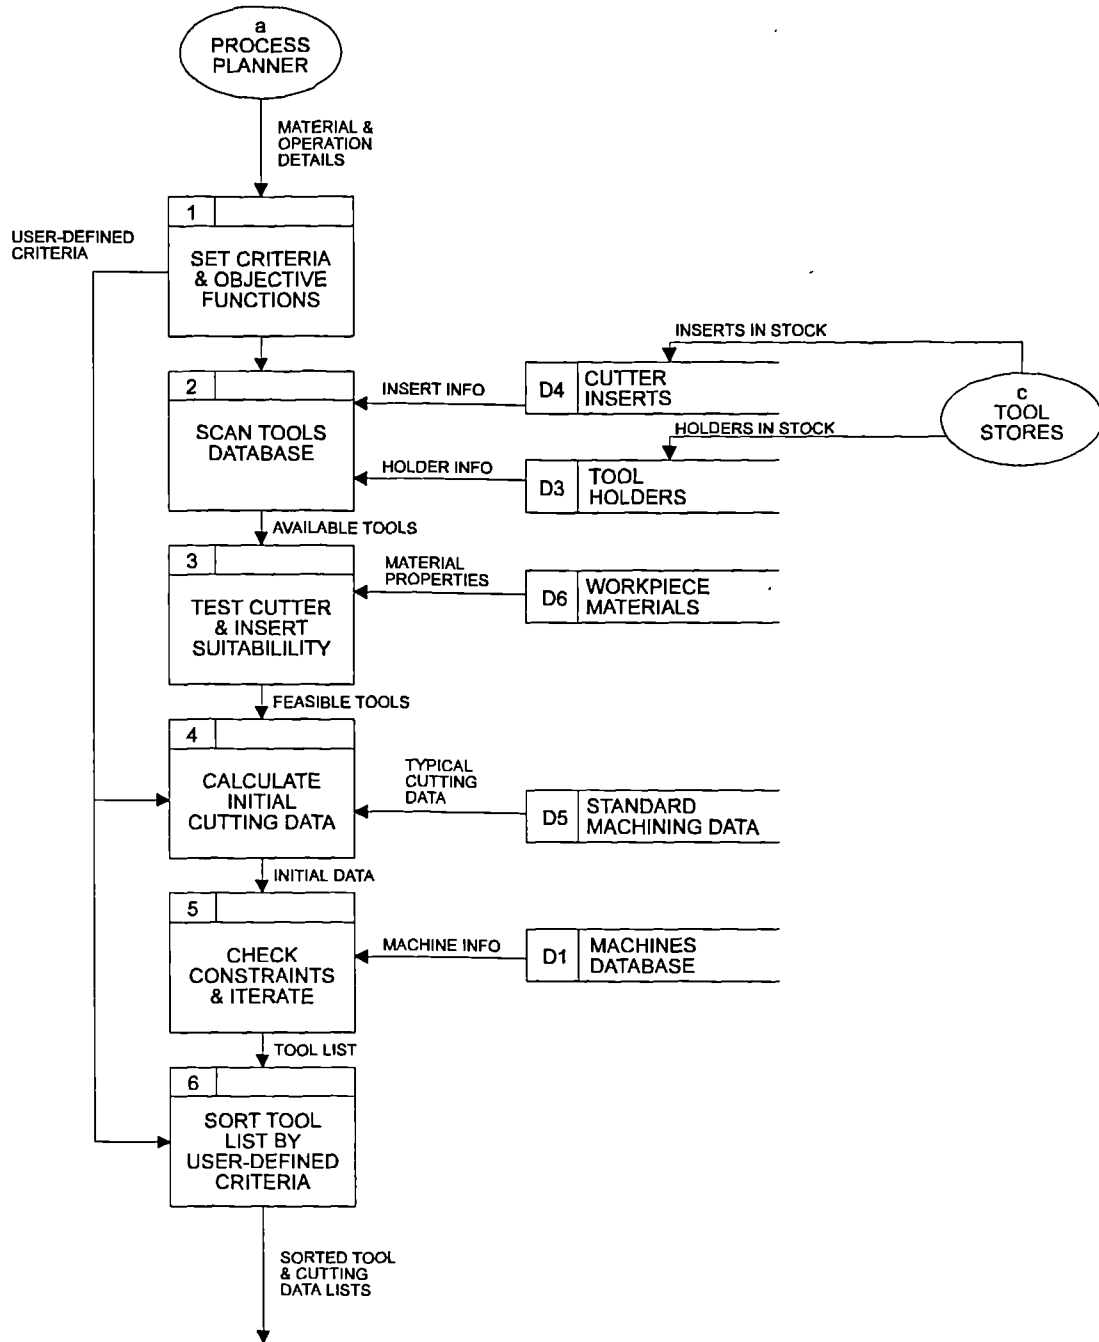 a
PROCESS
PLANNER
MATERIAL &
OPERATION
DETAILS
1
USER-DEFINED
CRITERIA
SET CRITERIA
& OBJECTIVE
FUNCTIONS
INSERTS IN STOCK
2
INSERT INFO
D4
CUTTER
INSERTS
c
TOOL
STORES
SCAN TOOLS
DATABASE
HOLDERS IN STOCK
HOLDER INFO
D3
TOOL
HOLDERS
AVAILABLE TOOLS
3
MATERIAL
PROPERTIES
D6
WORKPIECE
MATERIALS
TEST CUTTER
& INSERT
SUITABILILITY
FEASIBLE TOOLS
4
CALCULATE
INITIAL
CUTTING DATA
TYPICAL
CUTTING
DATA
D5
STANDARD
MACHINING DATA
INITIAL DATA
5
CHECK
CONSTRAINTS
& ITERATE
MACHINE INFO
D1
MACHINES
DATABASE
TOOL LIST
6
SORT TOOL
LIST BY
USER-DEFINED
CRITERIA
SORTED TOOL
& CUTTING
DATA LISTS